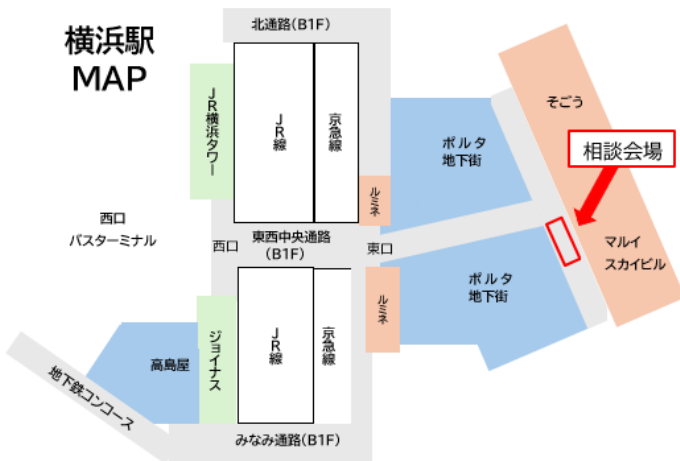 横浜駅
MAP
北通路(B1F)
JR横浜タワー
JR線
京急線
ルミネ
ポルタ
地下街
そごう
相談会場
西口
バスターミナル
西口
東西中央通路
(B1F)
東口
マルイ
スカイビル
ポルタ
地下街
ルミネ
ジョイナス
JR線
京急線
高島屋
地下鉄コンコース
みなみ通路(B1F)